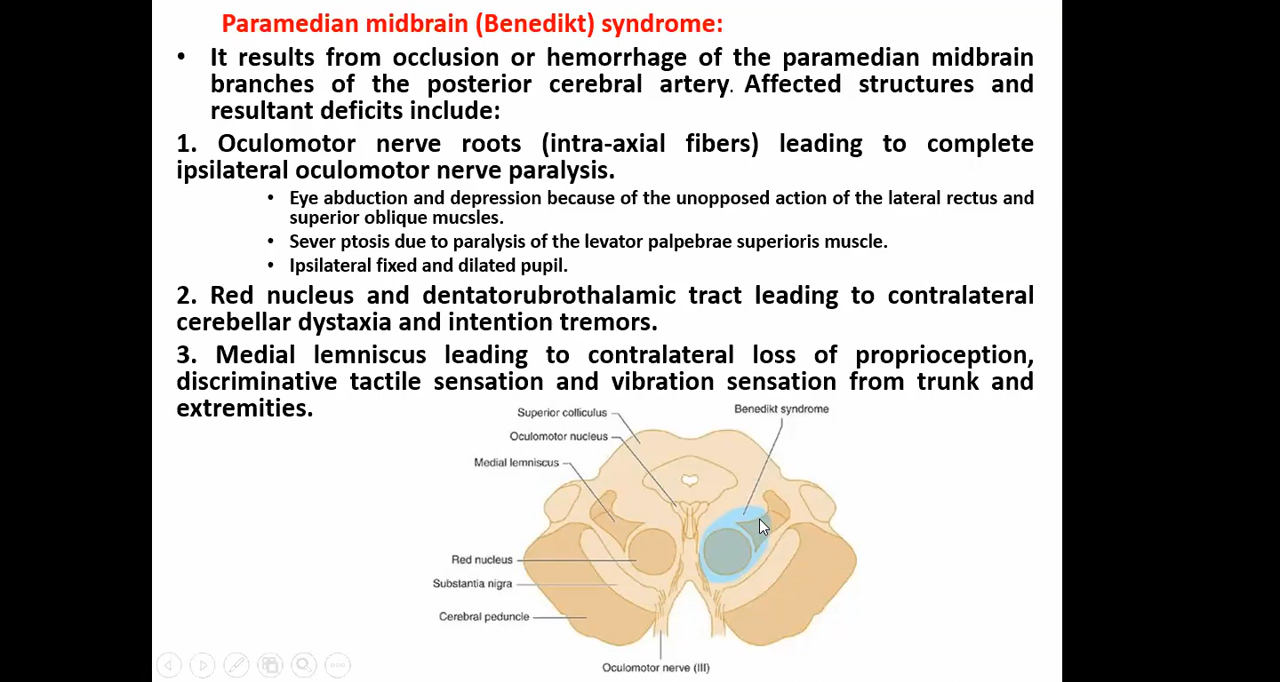 Paramedian midbrain (Benedikt) syndrome:
• It results from occlusion or hemorrhage of the paramedian midbrain
branches of the posterior cerebral artery. Affected structures and
resultant deficits include:
1. Oculomotor nerve roots (intra-axial fibers) leading to complete
ipsilateral oculomotor nerve paralysis.
• Eye abduction and depression because of the unopposed action of the lateral rectus and
superior oblique mucsles.
• Sever ptosis due to paralysis of the levator palpebrae superioris muscle.
• Ipsilateral fixed and dilated pupil.
2. Red nucleus and dentatorubrothalamic tract leading to contralateral
cerebellar dystaxia and intention tremors.
3. Medial lemniscus leading to contralateral loss of proprioception,
discriminative tactile sensation and vibration sensation from trunk and
extremities.
Superior colliculus
Benedikt syndrome
Oculomotor nucleus
Medial lemniscus
Red nucleus
Substantia nigra
Cerebral peduncle
Oculomotor nerve (III)